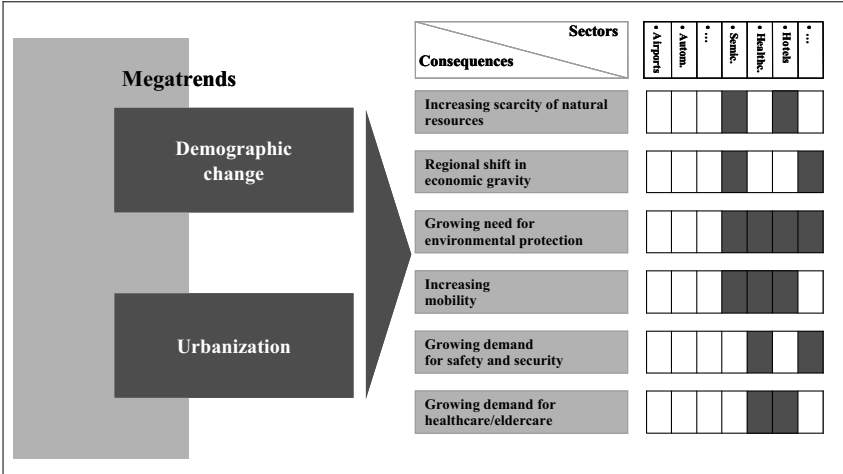 Megatrends
Demographic
change
Urbanization
Sectors
Consequences
• Airports
• Autom.
• ...
• Semic.
• Healthc.
• Hotels
• ...
Increasing scarcity of natural
resources
Regional shift in
economic gravity
Growing need for
environmental protection
Increasing
mobility
Growing demand
for safety and security
Growing demand for
healthcare/eldercare